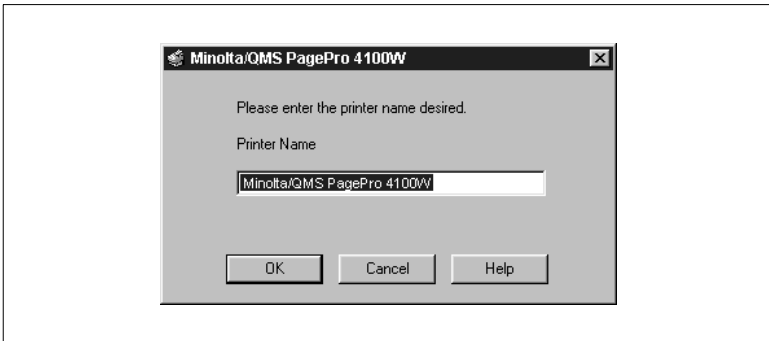 Minolta/QMS PagePro 4100W
Please enter the printer name desired.
Printer Name
Minolta/QMS PagePro 4100W
OK Cancel Help